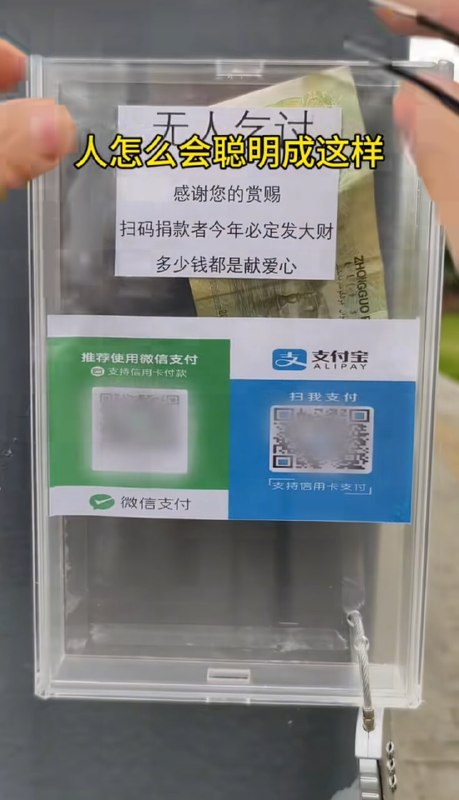 无人乞讨
人怎么会聪明成这样
感谢您的赏赐
扫码捐款者今年必定发大财
多少钱都是献爱心
ZHONGGUO
推荐使用微信支付
支持信用卡付款
微信支付
支付宝
ALIPAY
扫我支付
支持信用卡支付